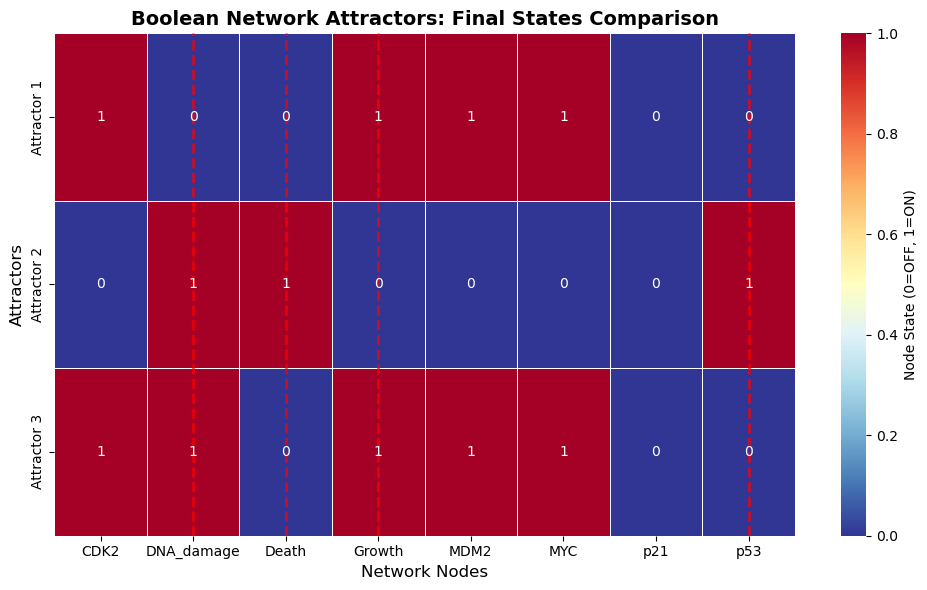 Boolean Network Attractors: Final States Comparison
Attractors
Attractor 1
1 0 0 1 1 1 0 0
Attractor 2
0 1 1 0 0 0 0 1
Attractor 3
1 1 0 1 1 1 0 0
CDK2 DNA_damage Death Growth MDM2 MYC p21 p53
Network Nodes
1.0
0.8
0.6
0.4
0.2
0.0
Node State (0=OFF, 1=ON)